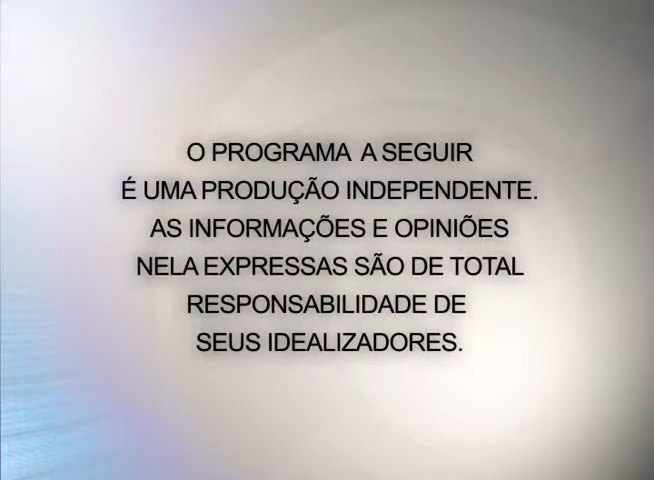 O PROGRAMA A SEGUIR
É UMA PRODUÇÃO INDEPENDENTE.
AS INFORMAÇÕES E OPINIÕES
NELA EXPRESSAS SÃO DE TOTAL
RESPONSABILIDADE DE
SEUS IDEALIZADORES.